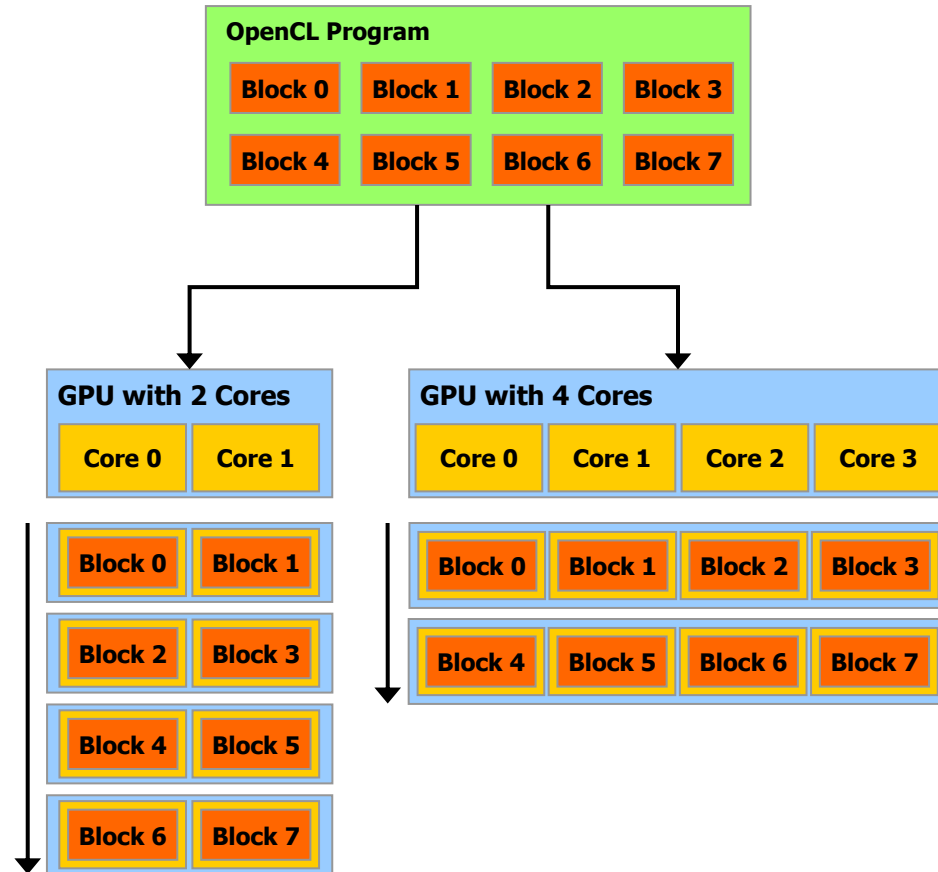 OpenCL Program
Block 0 Block 1 Block 2 Block 3
Block 4 Block 5 Block 6 Block 7
GPU with 2 Cores
Core 0 Core 1
Block 0 Block 1
Block 2 Block 3
Block 4 Block 5
Block 6 Block 7
GPU with 4 Cores
Core 0 Core 1 Core 2 Core 3
Block 0 Block 1 Block 2 Block 3
Block 4 Block 5 Block 6 Block 7